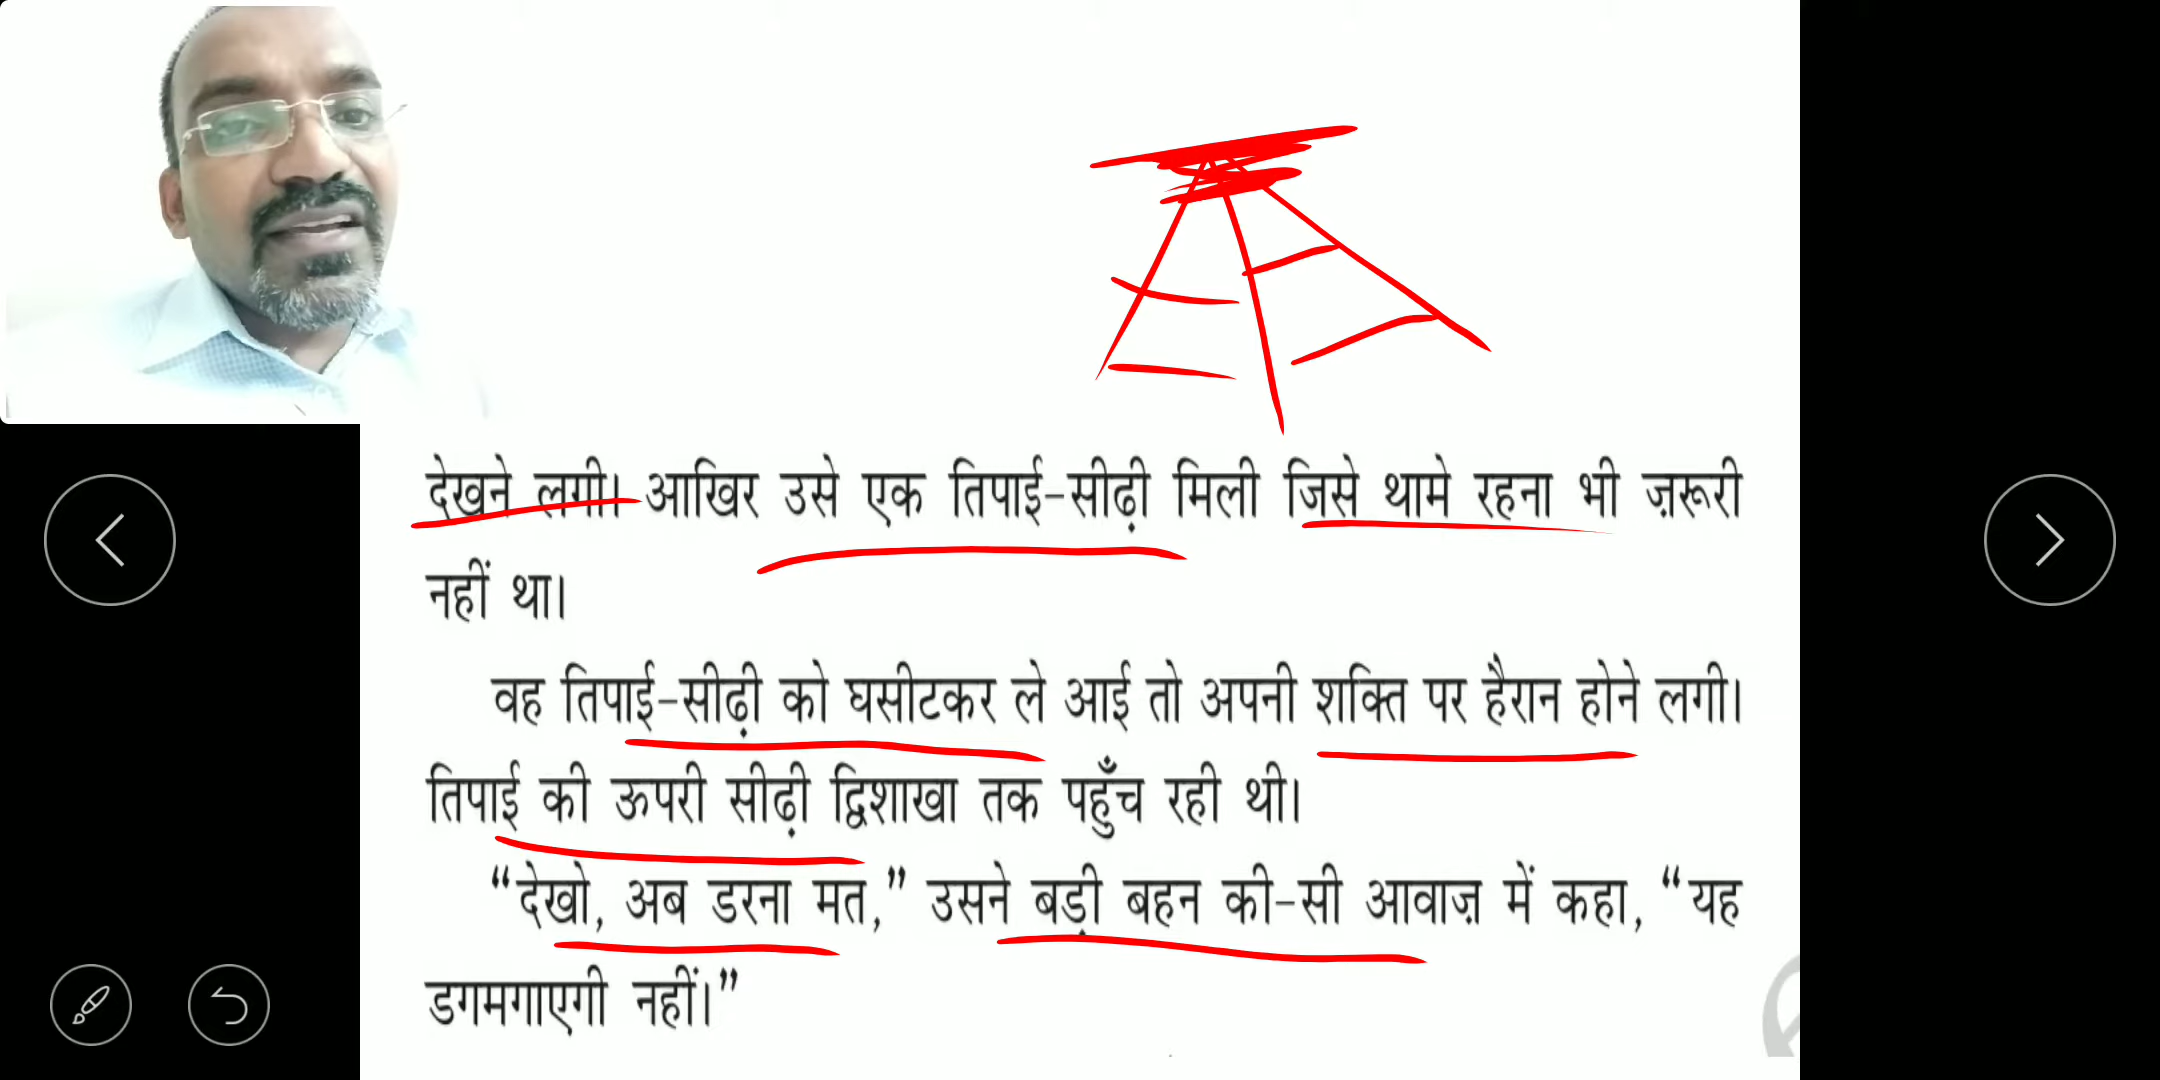 देखने लगी। आखिर उसे एक तिपाई-सीढ़ी मिली जिसे थामे रहना भी ज़रूरी
नहीं था।
वह तिपाई-सीढ़ी को घसीटकर ले आई तो अपनी शक्ति पर हैरान होने लगी।
तिपाई की ऊपरी सीढ़ी द्विशाखा तक पहुँच रही थी।
“देखो, अब डरना मत,” उसने बड़ी बहन की-सी आवाज़ में कहा, “यह
डगमगाएगी नहीं।”